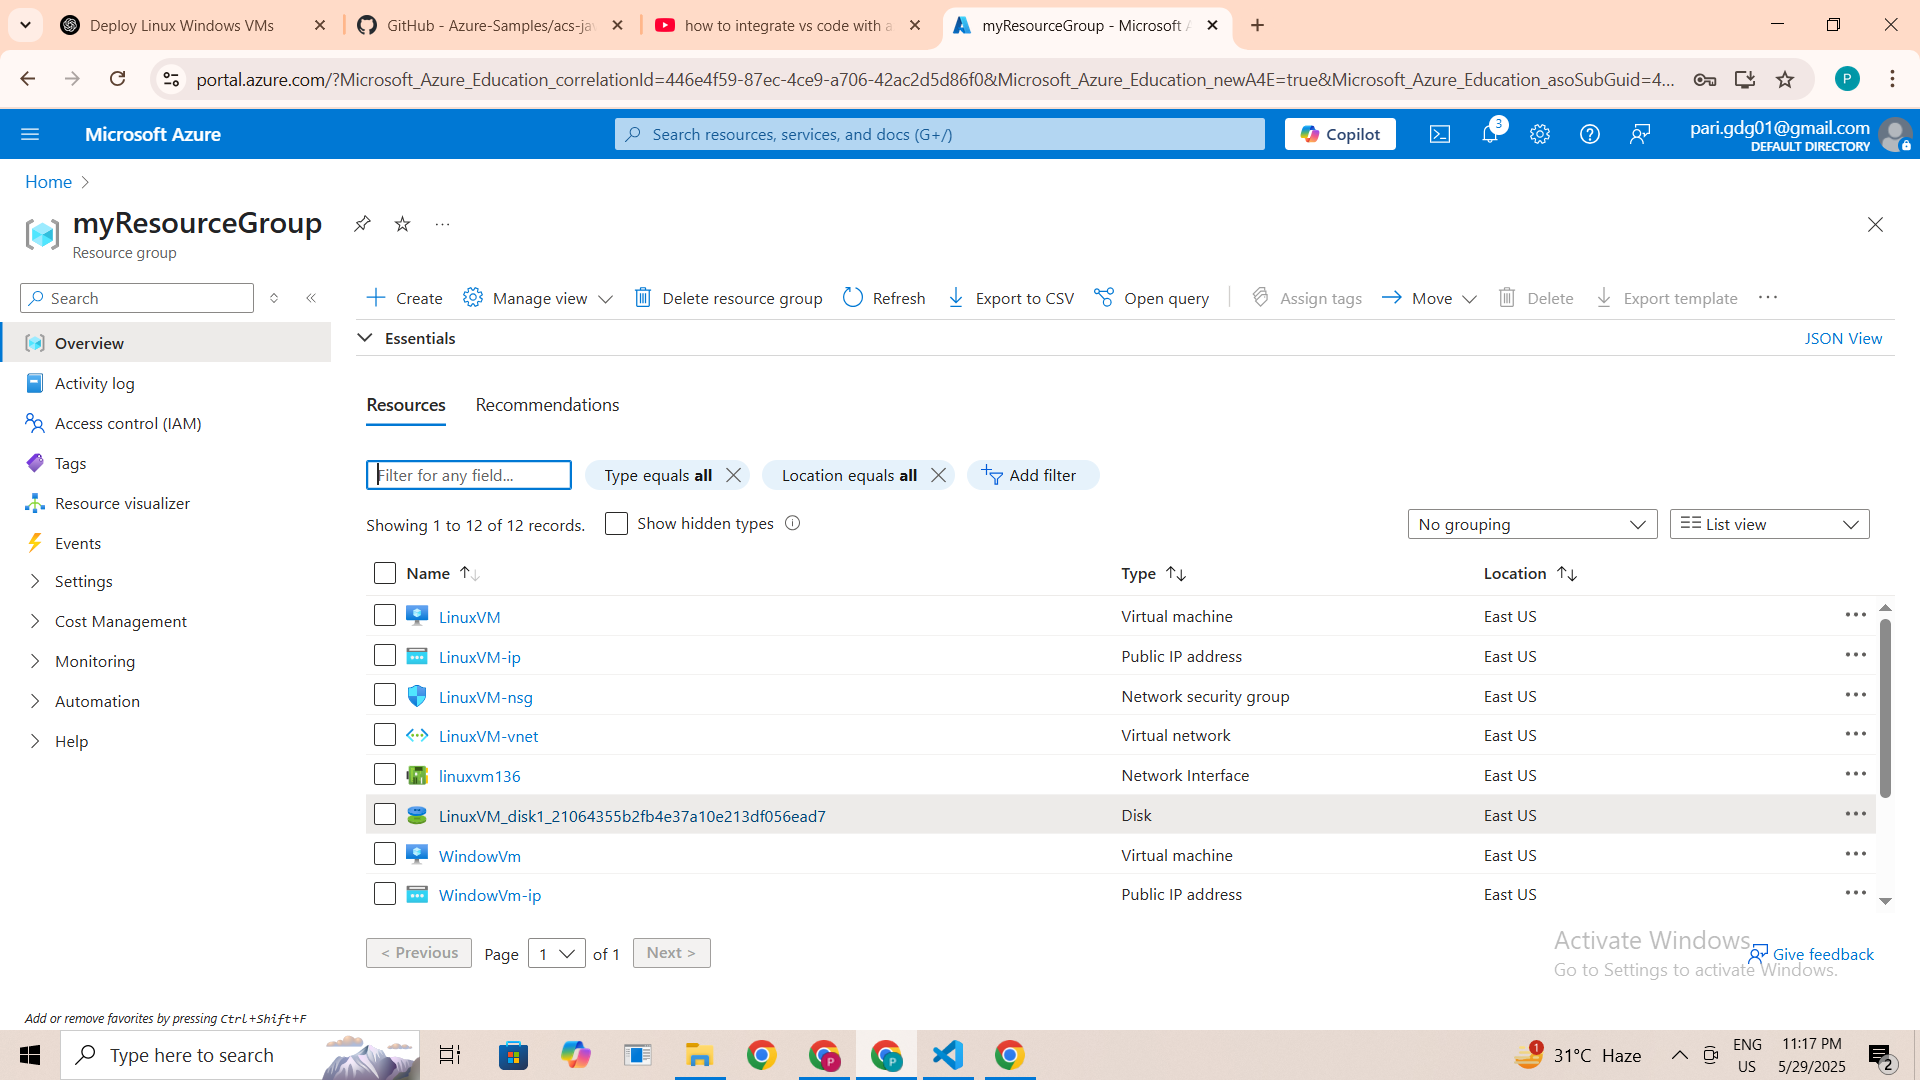 Deploy Linux Windows VMs
GitHub - Azure-Samples/acs-jav
how to integrate vs code with a
myResourceGroup - Microsoft A
portal.azure.com/?Microsoft_Azure_Education_correlationId=446e4f59-87ec-4ce9-a706-42ac2d5d86f0&Microsoft_Azure_Education_newA4E=true&Microsoft_Azure_Education_asoSubGuid=4...
P
Microsoft Azure
Search resources, services, and docs (G+/)
Copilot
3
pari.gdg01@gmail.com
DEFAULT DIRECTORY
Home
myResourceGroup
Resource group
Search
Create
Manage view
Delete resource group
Refresh
Export to CSV
Open query
Assign tags
Move
Delete
Export template
Overview
Activity log
Access control (IAM)
Tags
Resource visualizer
Events
Settings
Cost Management
Monitoring
Automation
Help
Essentials
JSON View
Resources
Recommendations
Filter for any field...
Type equals all
Location equals all
Add filter
Showing 1 to 12 of 12 records.
Show hidden types
No grouping
List view
Name
Type
Location
LinuxVM Virtual machine East US
LinuxVM-ip Public IP address East US
LinuxVM-nsg Network security group East US
LinuxVM-vnet Virtual network East US
linuxvm136 Network Interface East US
LinuxVM_disk1_21064355b2fb4e37a10e213df056ead7 Disk East US
WindowVm Virtual machine East US
WindowVm-ip Public IP address East US
< Previous
Page 1 of 1
Next >
Activate Windows
Go to Settings to activate Windows.
Give feedback
Add or remove favorites by pressing Ctrl+Shift+F
Type here to search
P
P
1
31°C Haze
ENG
US
11:17 PM
5/29/2025
2